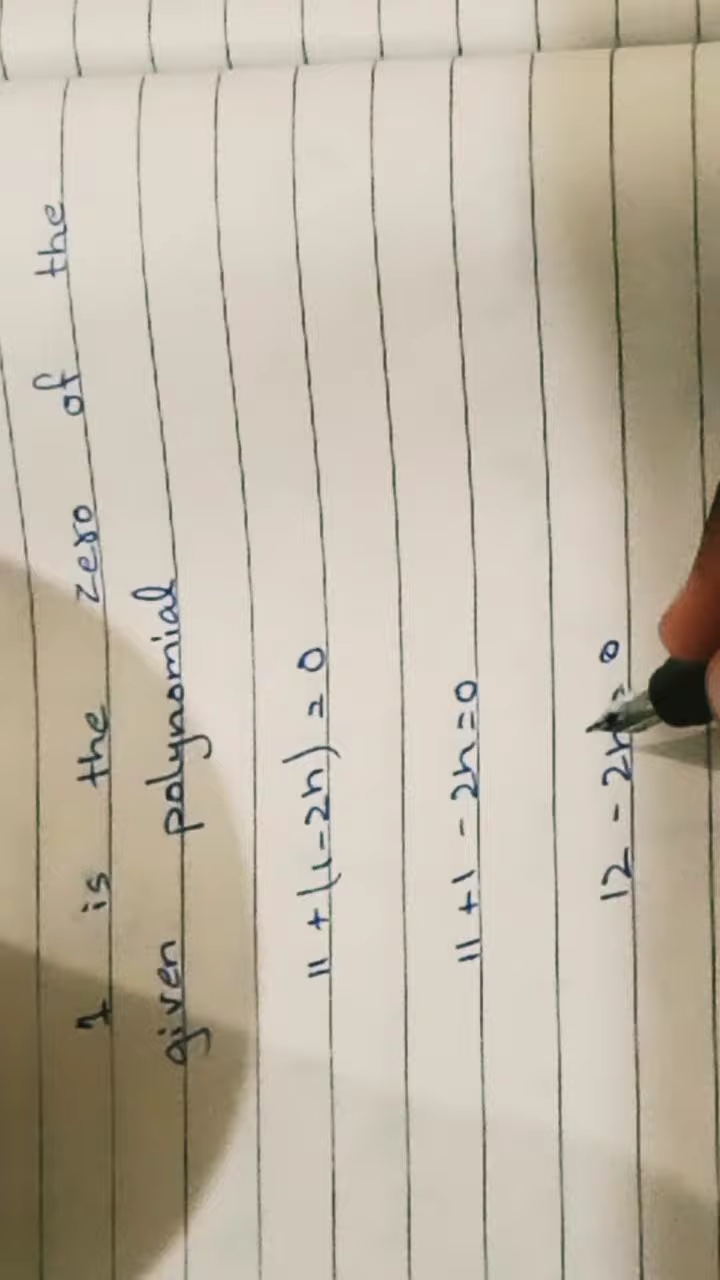 1 is the zero of the
given polynomial
11 + (1-2h) = 0
11 + 1 - 2h = 0
12 - 2h = 0